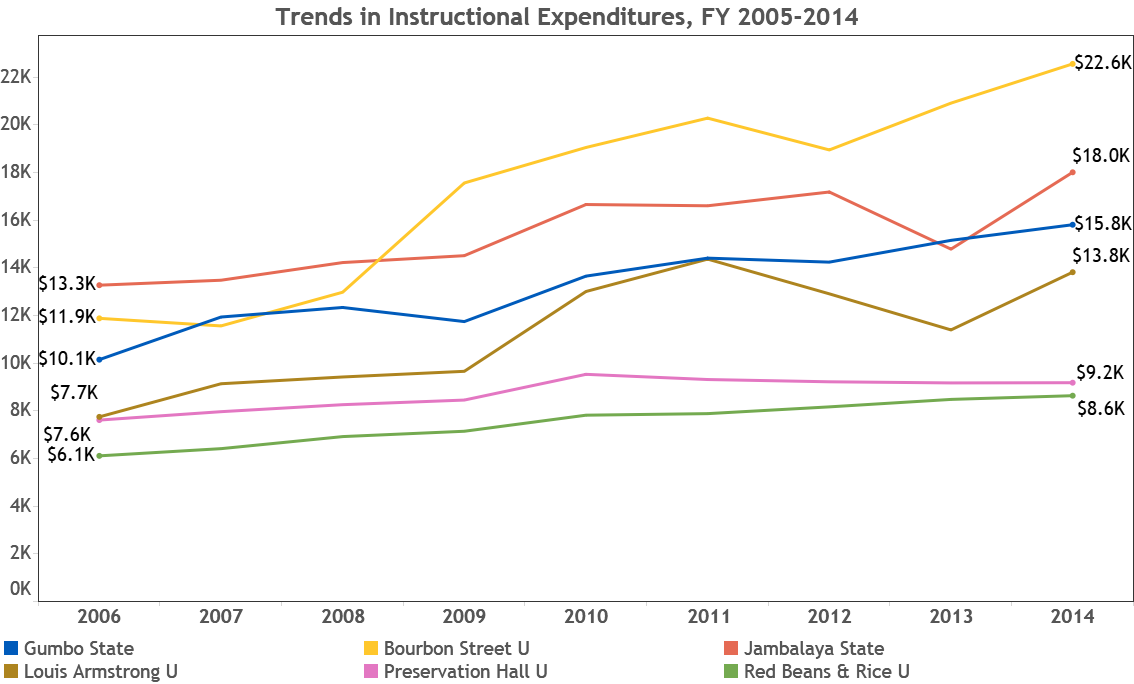 Trends in Instructional Expenditures, FY 2005-2014
22K
20K
18K
16K
14K
12K
10K
8K
6K
4K
2K
0K
$13.3K
$11.9K
$10.1K
$7.7K
$7.6K
$6.1K
$22.6K
$18.0K
$15.8K
$13.8K
$9.2K
$8.6K
2006 2007 2008 2009 2010 2011 2012 2013 2014
Gumbo State Bourbon Street U Jambalaya State
Louis Armstrong U Preservation Hall U Red Beans & Rice U